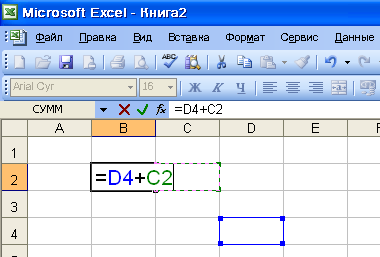 Microsoft Excel - Книга2
Файл Правка Вид Вставка Формат Сервис Данные
ABC
Arial Cyr 16 Ж К Ч
СУММ fx =D4+C2
A B C D E F
1
2 =D4+C2
3
4